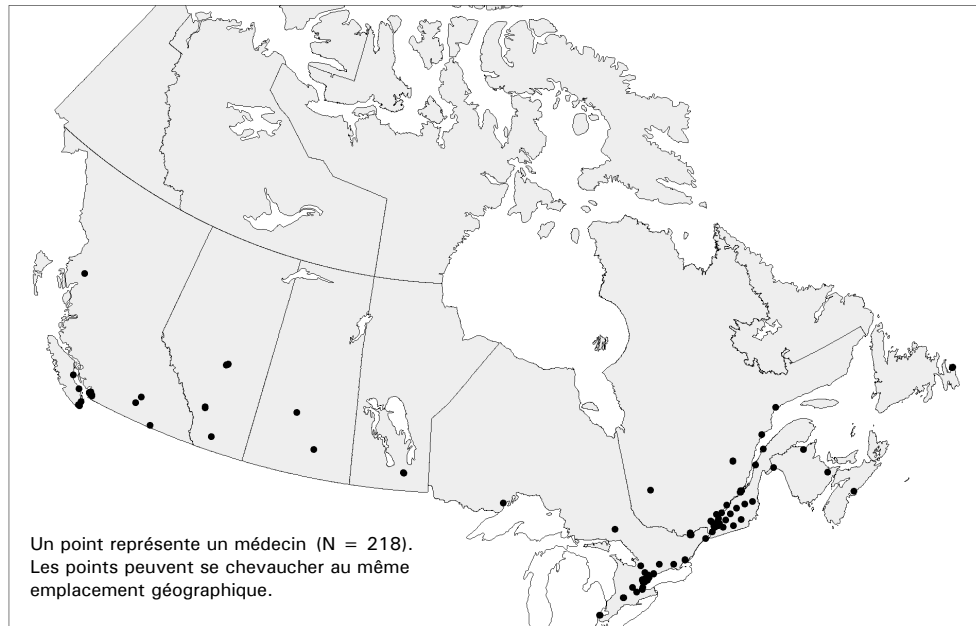 Un point représente un médecin (N = 218).
Les points peuvent se chevaucher au même
emplacement géographique.